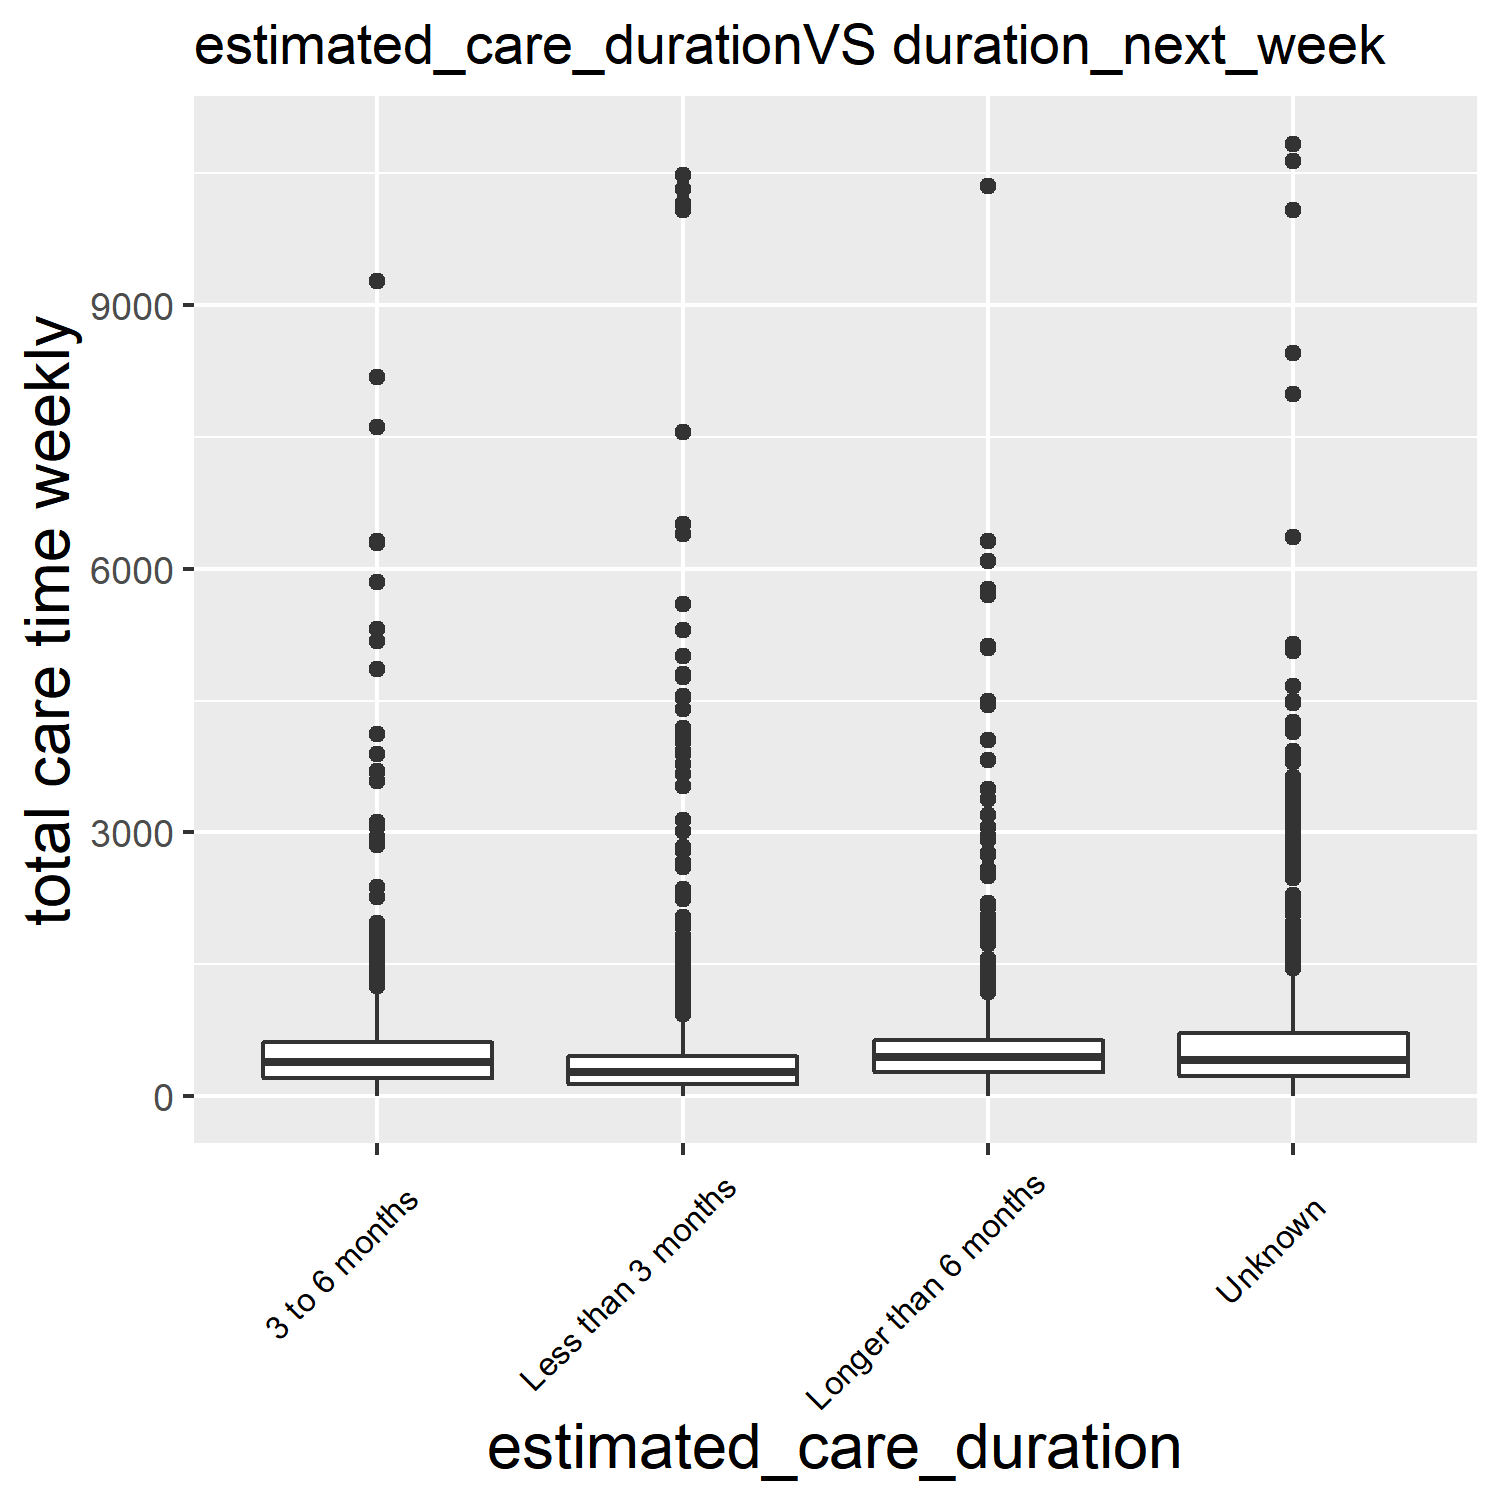 estimated_care_durationVS duration_next_week
total care time weekly
9000
6000
3000
0
3 to 6 months
Less than 3 months
Longer than 6 months
Unknown
estimated_care_duration